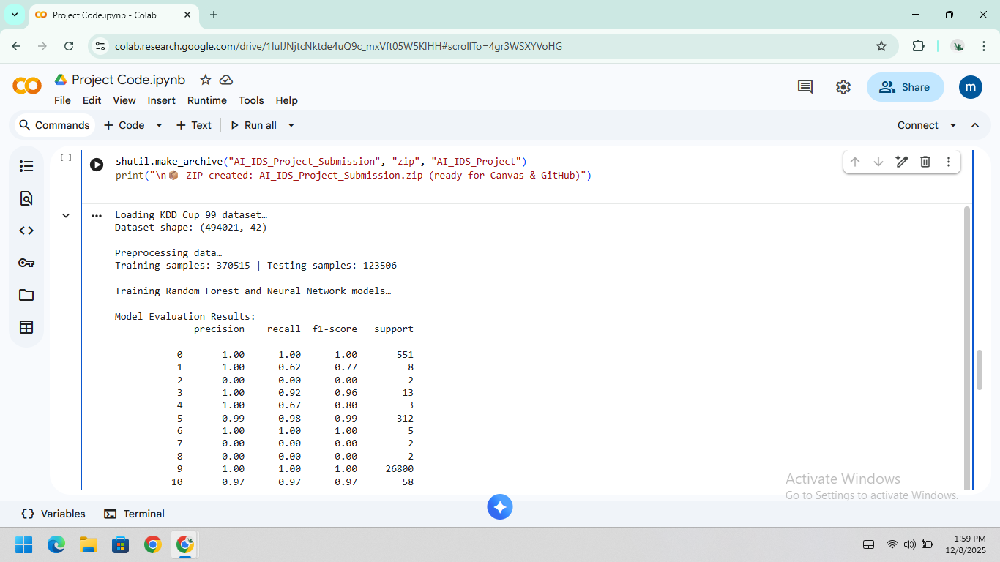 Project Code.ipynb - Colab
colab.research.google.com/drive/1IulJNjtcNktde4uQ9c_mxVft05W5KlHH#scrollTo=4gr3WSXYVoHG
Project Code.ipynb
File Edit View Insert Runtime Tools Help
Share
m
Commands + Code + Text Run all Connect
[ ]
shutil.make_archive("AI_IDS_Project_Submission", "zip", "AI_IDS_Project")
print("\n📦 ZIP created: AI_IDS_Project_Submission.zip (ready for Canvas & GitHub)")
Loading KDD Cup 99 dataset…
Dataset shape: (494021, 42)
Preprocessing data…
Training samples: 370515 | Testing samples: 123506
Training Random Forest and Neural Network models…
Model Evaluation Results:
precision recall f1-score support
0 1.00 1.00 1.00 551
1 1.00 0.62 0.77 8
2 0.00 0.00 0.00 2
3 1.00 0.92 0.96 13
4 1.00 0.67 0.80 3
5 0.99 0.98 0.99 312
6 1.00 1.00 1.00 5
7 0.00 0.00 0.00 2
8 0.00 0.00 0.00 2
9 1.00 1.00 1.00 26800
10 0.97 0.97 0.97 58
Activate Windows
Go to Settings to activate Windows.
{} Variables Terminal
1:59 PM
12/8/2025